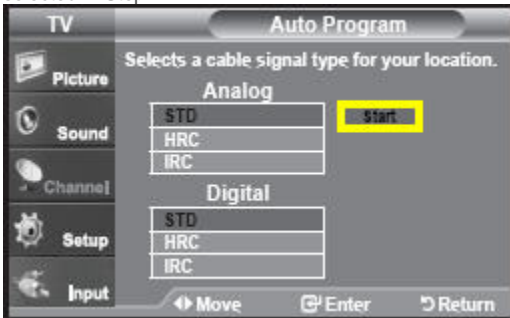 TV
Auto Program
Picture
Sound
Channel
Setup
Input
Selects a cable signal type for your location.
Analog
STD
HRC
IRC
Start
Digital
STD
HRC
IRC
Move
Enter
Return